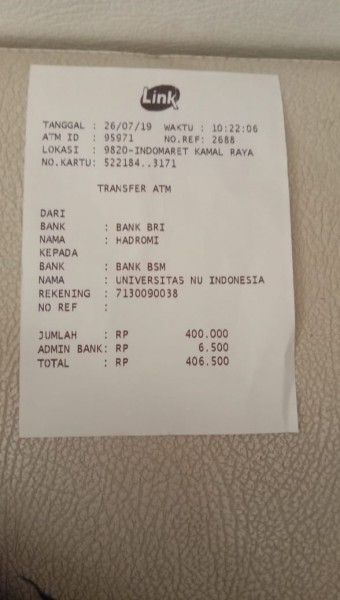 Link
TANGGAL : 26/07/19 WAKTU : 10:22:06
ATM ID : 95971 NO.REF: 2688
LOKASI : 9820-INDOMARET KAMAL RAYA
NO.KARTU: 522184..3171
TRANSFER ATM
DARI
BANK : BANK BRI
NAMA : HADROMI
KEPADA
BANK : BANK BSM
NAMA : UNIVERSITAS NU INDONESIA
REKENING : 7130090038
NO REF :
JUMLAH : RP 400.000
ADMIN BANK: RP 6.500
TOTAL : RP 406.500